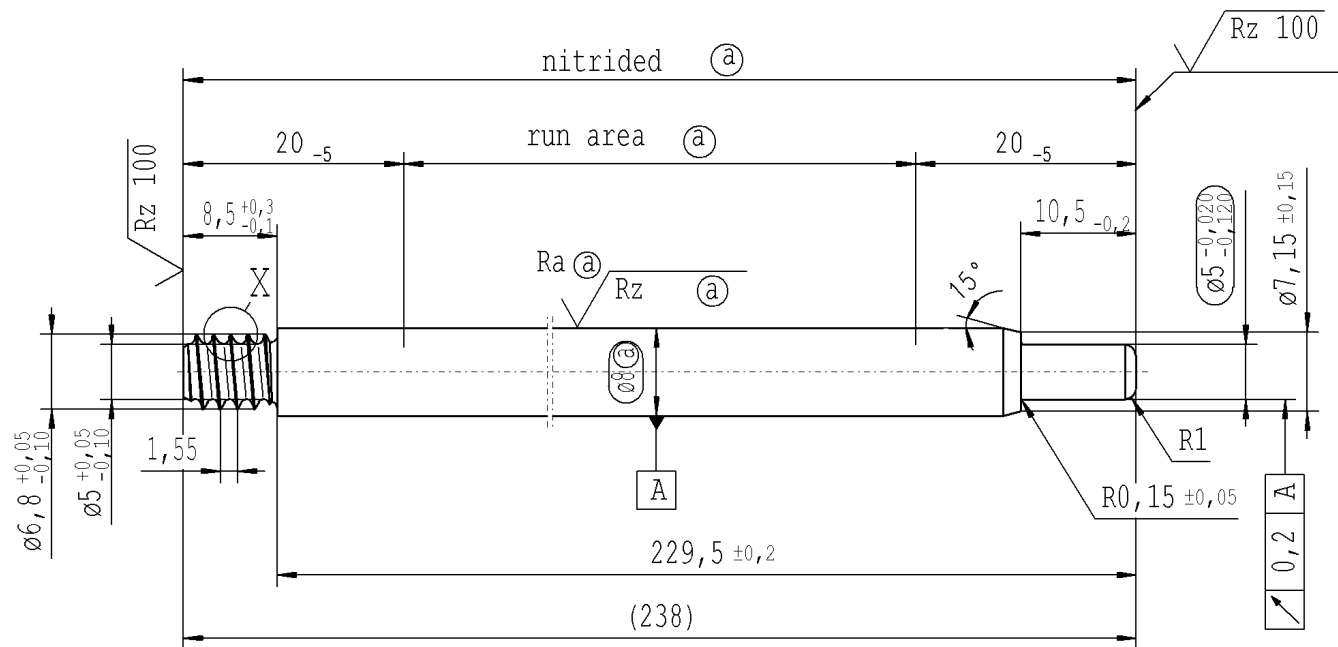 Rz 100
nitrided ⓐ
Rz 100
20 -5
run area ⓐ
20 -5
8,5 +0,3 -0,1
10,5 -0,2
ø5 -0,020 -0,120
ø7,15 ±0,15
X
Ra ⓐ
Rz ⓐ
15°
ø8 ⓐ
ø6,8 +0,05 -0,10
ø5 +0,05 -0,10
1,55
A
R1
R0,15 ±0,05
0,2 A
229,5 ±0,2
(238)